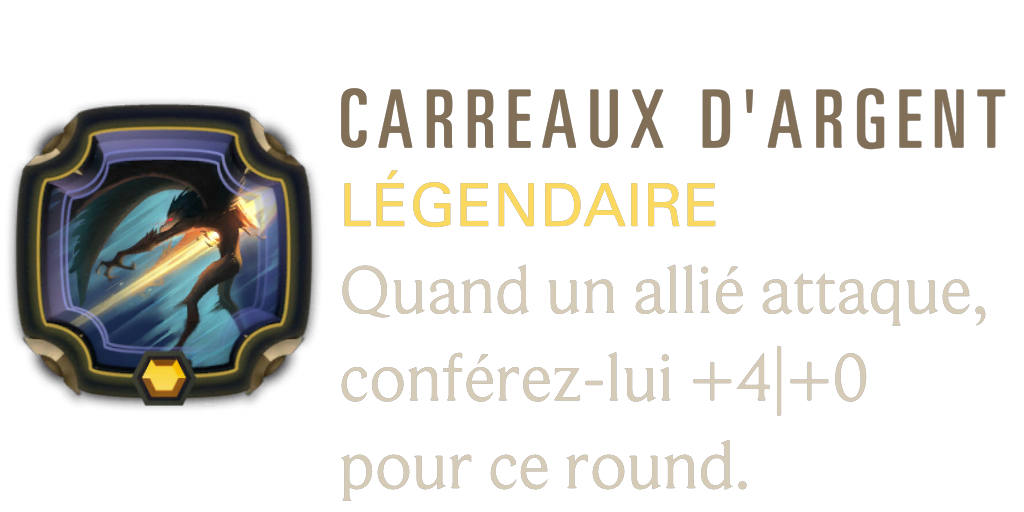 CARREAUX D'ARGENT
LÉGENDAIRE
Quand un allié attaque,
conférez-lui +4|+0
pour ce round.